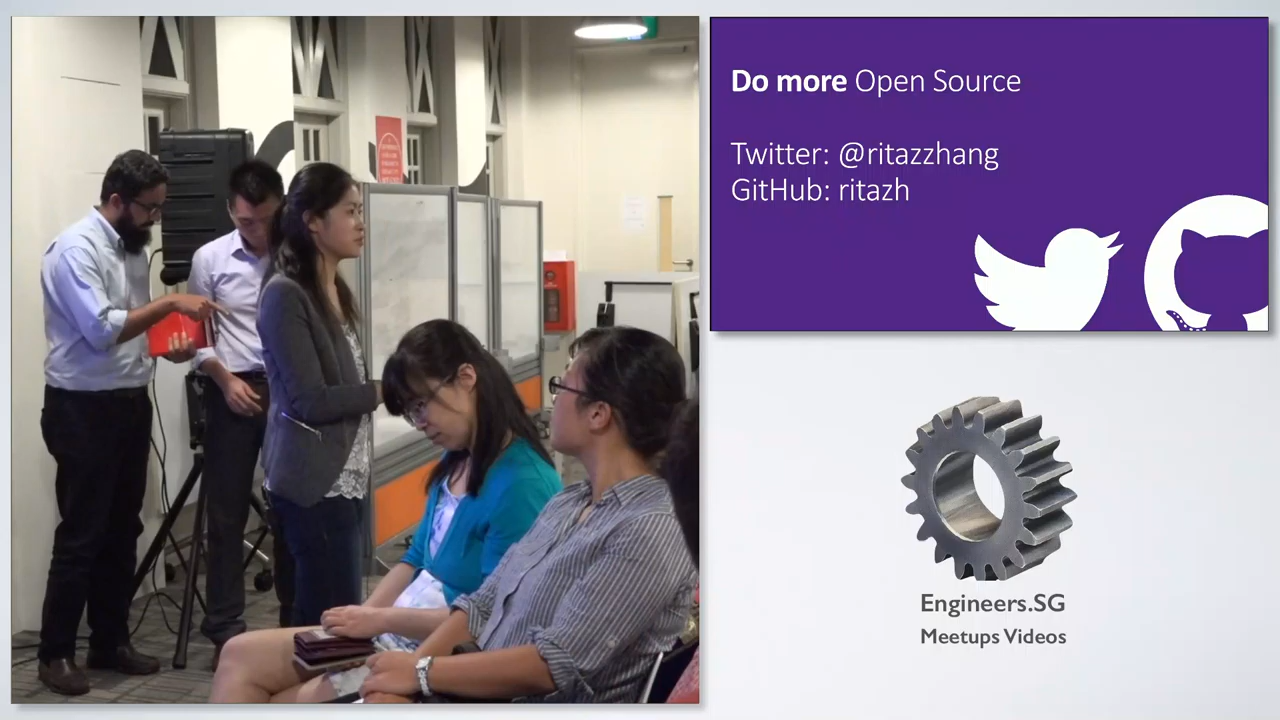 Do more Open Source
Twitter: @ritazzhang
GitHub: ritazh
Engineers.SG
Meetups Videos